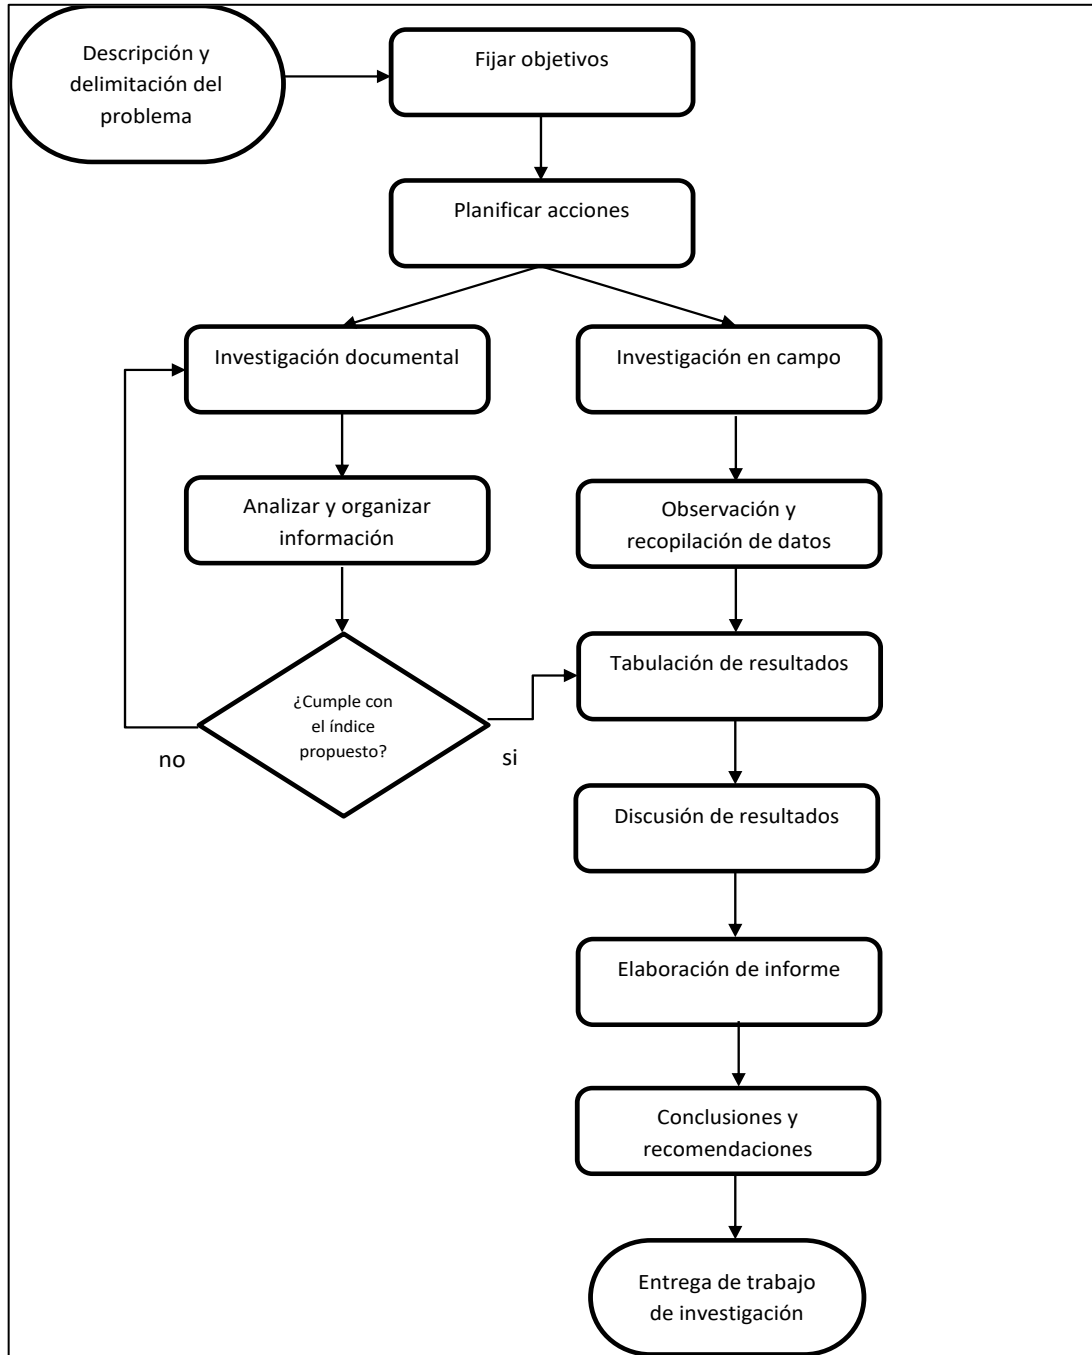 Descripción y
delimitación del
problema
Fijar objetivos
Planificar acciones
Investigación documental
Investigación en campo
Analizar y organizar
información
Observación y
recopilación de datos
¿Cumple con
el índice
propuesto?
no
si
Tabulación de resultados
Discusión de resultados
Elaboración de informe
Conclusiones y
recomendaciones
Entrega de trabajo
de investigación